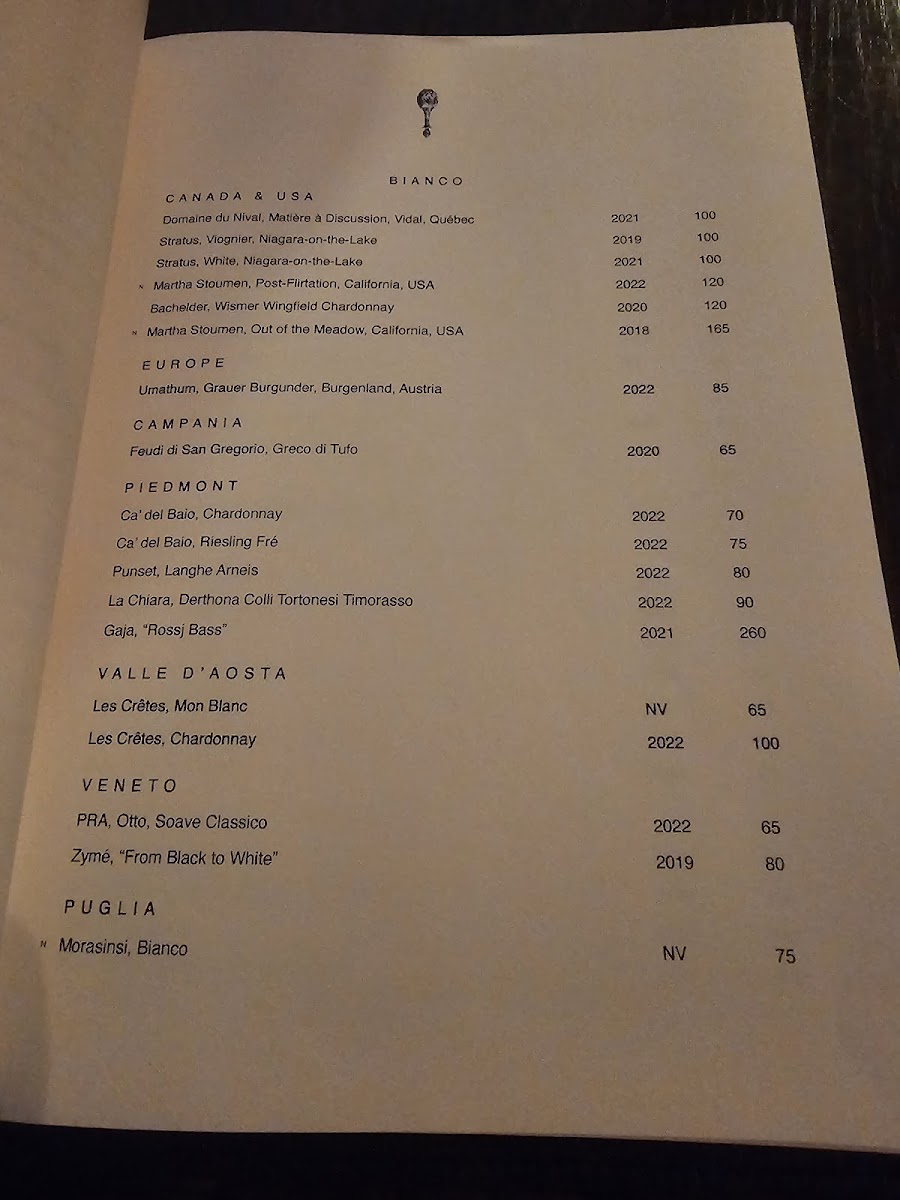 BIANCO
CANADA & USA
Domaine du Nival, Matière à Discussion, Vidal, Québec 2021 100
Stratus, Viognier, Niagara-on-the-Lake 2019 100
Stratus, White, Niagara-on-the-Lake 2021 100
N Martha Stoumen, Post-Flirtation, California, USA 2022 120
Bachelder, Wismer Wingfield Chardonnay 2020 120
N Martha Stoumen, Out of the Meadow, California, USA 2018 165
EUROPE
Umathum, Grauer Burgunder, Burgenland, Austria 2022 85
CAMPANIA
Feudi di San Gregorio, Greco di Tufo 2020 65
PIEDMONT
Ca' del Baio, Chardonnay 2022 70
Ca' del Baio, Riesling Fré 2022 75
Punset, Langhe Arneis 2022 80
La Chiara, Derthona Colli Tortonesi Timorasso 2022 90
Gaja, “Rossj Bass” 2021 260
VALLE D'AOSTA
Les Crêtes, Mon Blanc NV 65
Les Crêtes, Chardonnay 2022 100
VENETO
PRA, Otto, Soave Classico 2022 65
Zymé, “From Black to White” 2019 80
PUGLIA
N Morasinsi, Bianco NV 75